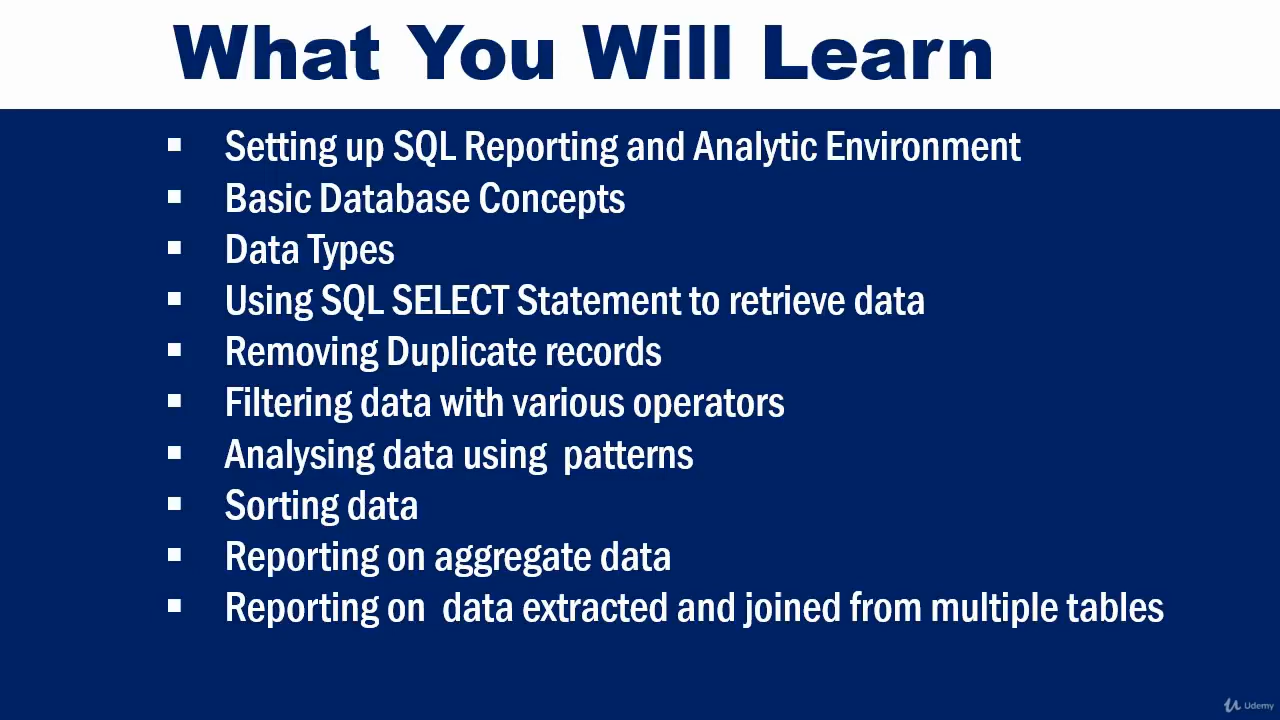 What You Will Learn
▪ Setting up SQL Reporting and Analytic Environment
▪ Basic Database Concepts
▪ Data Types
▪ Using SQL SELECT Statement to retrieve data
▪ Removing Duplicate records
▪ Filtering data with various operators
▪ Analysing data using  patterns
▪ Sorting data
▪ Reporting on aggregate data
▪ Reporting on  data extracted and joined from multiple tables
Udemy